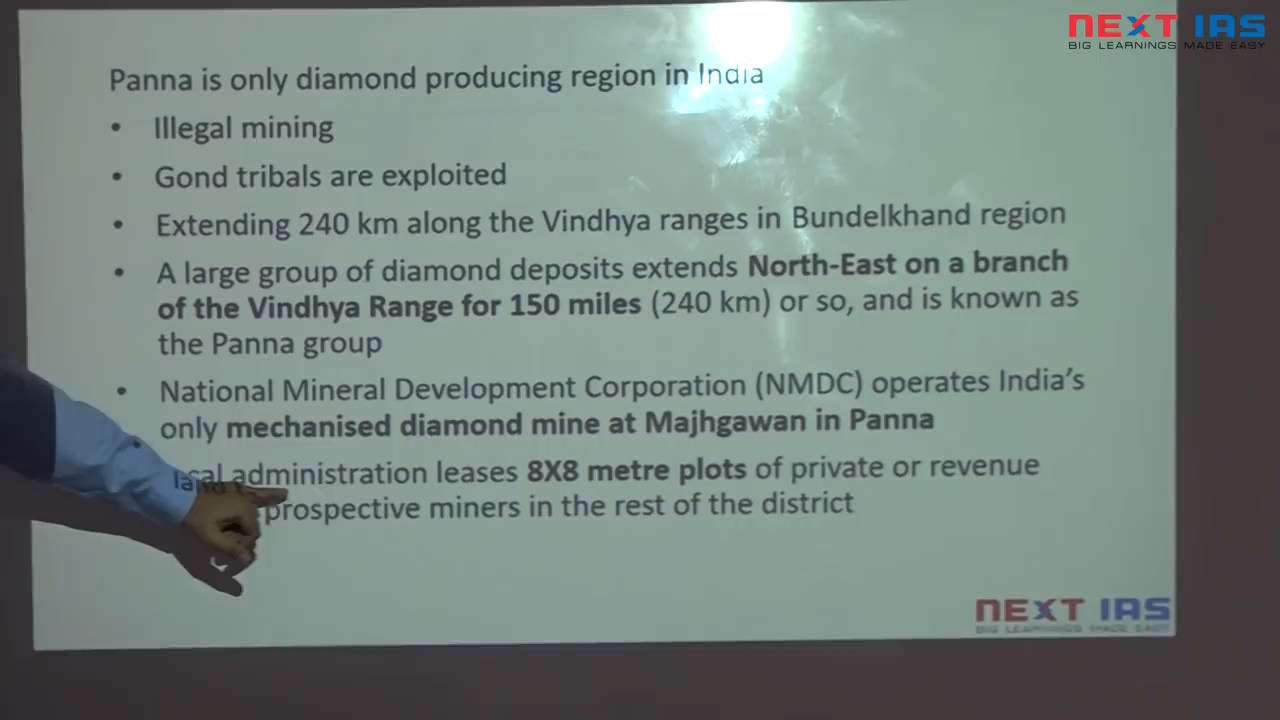 NEXT IAS
BIG LEARNINGS MADE EASY
Panna is only diamond producing region in India
• Illegal mining
• Gond tribals are exploited
• Extending 240 km along the Vindhya ranges in Bundelkhand region
• A large group of diamond deposits extends North-East on a branch
of the Vindhya Range for 150 miles (240 km) or so, and is known as
the Panna group
• National Mineral Development Corporation (NMDC) operates India's
only mechanised diamond mine at Majhgawan in Panna
administration leases 8X8 metre plots of private or revenue
prospective miners in the rest of the district
NEXT IAS
BIG LEARNINGS MADE EASY